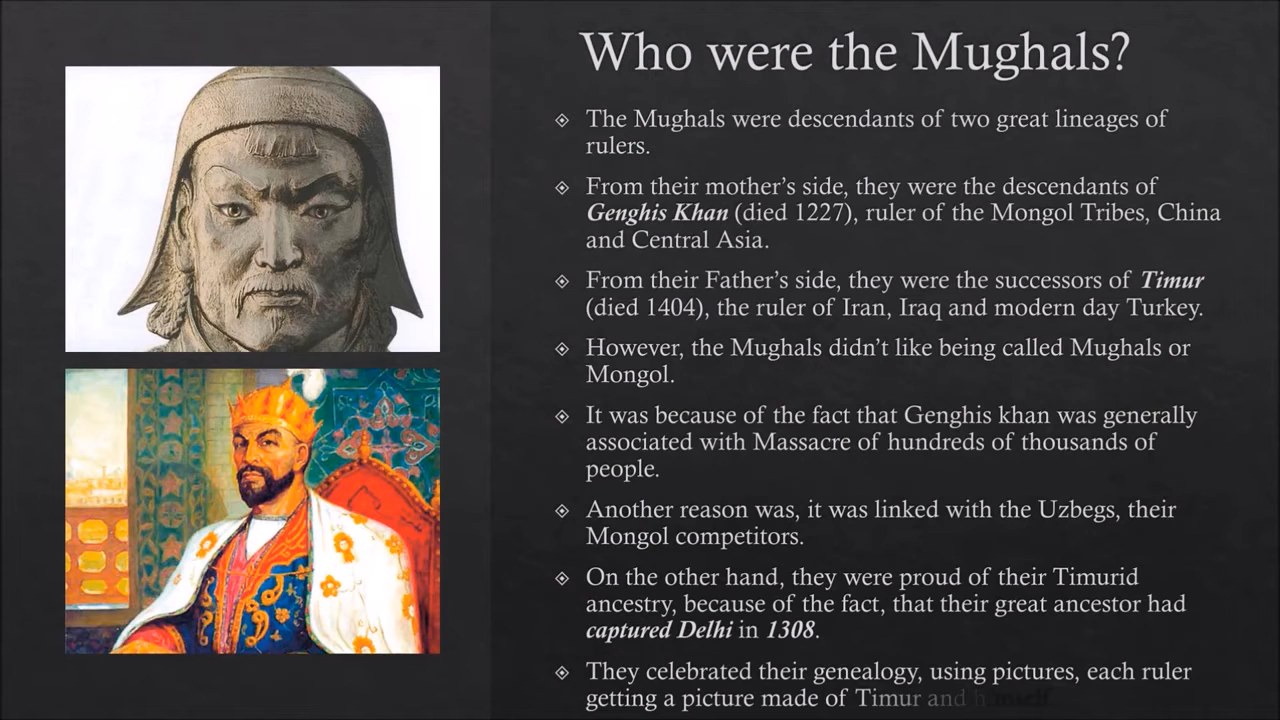 Who were the Mughals?
The Mughals were descendants of two great lineages of
rulers.
From their mother's side, they were the descendants of
Genghis Khan (died 1227), ruler of the Mongol Tribes, China
and Central Asia.
From their Father's side, they were the successors of Timur
(died 1404), the ruler of Iran, Iraq and modern day Turkey.
However, the Mughals didn't like being called Mughals or
Mongol.
It was because of the fact that Genghis khan was generally
associated with Massacre of hundreds of thousands of
people.
Another reason was, it was linked with the Uzbegs, their
Mongol competitors.
On the other hand, they were proud of their Timurid
ancestry, because of the fact, that their great ancestor had
captured Delhi in 1308.
They celebrated their genealogy, using pictures, each ruler
getting a picture made of Timur and himself.